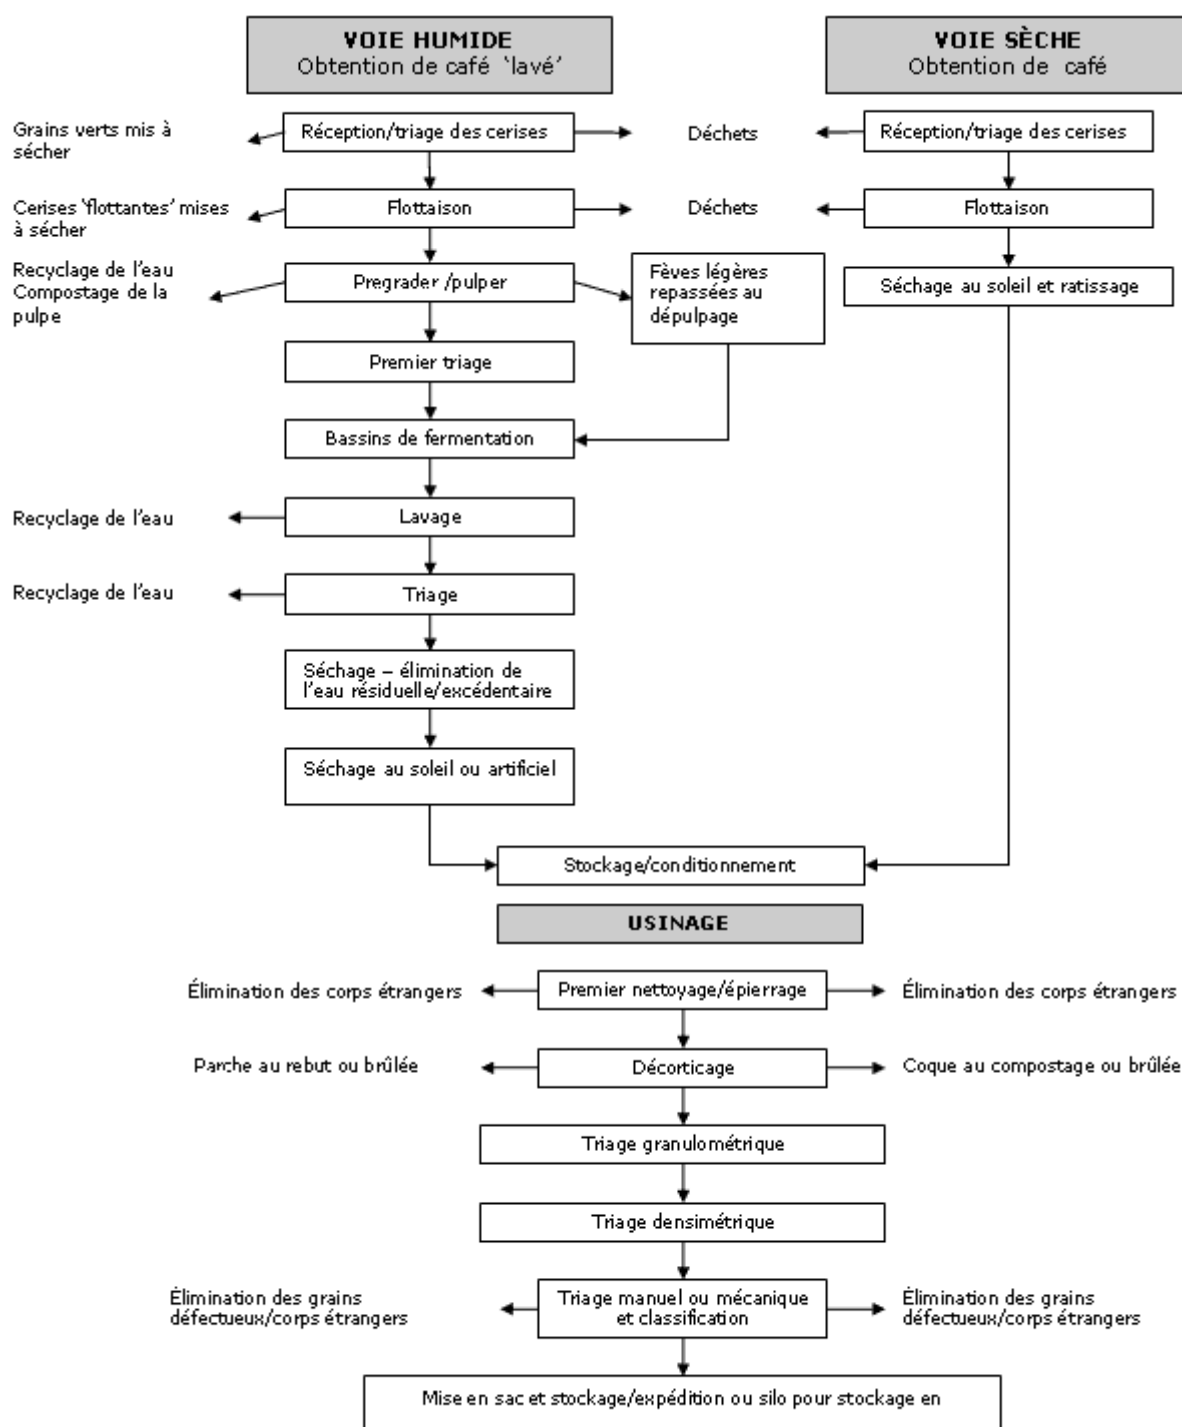 VOIE HUMIDE
Obtention de café 'lavé'
VOIE SÈCHE
Obtention de café
Grains verts mis à
sécher
Réception/triage des cerises
Déchets
Réception/triage des cerises
Cerises 'flottantes' mises
à sécher
Flottaison
Déchets
Flottaison
Recyclage de l'eau
Compostage de la
pulpe
Pregrader /pulper
Fèves légères
repassées au
dépulpage
Séchage au soleil et ratissage
Premier triage
Bassins de fermentation
Recyclage de l'eau
Lavage
Recyclage de l'eau
Triage
Séchage – élimination de
l'eau résiduelle/excédentaire
Séchage au soleil ou artificiel
Stockage/conditionnement
USINAGE
Élimination des corps étrangers
Premier nettoyage/épierrage
Élimination des corps étrangers
Parche au rebut ou brûlée
Décorticage
Coque au compostage ou brûlée
Triage granulométrique
Triage densimétrique
Élimination des grains
défectueux/corps étrangers
Triage manuel ou mécanique
et classification
Élimination des grains
défectueux/corps étrangers
Mise en sac et stockage/expédition ou silo pour stockage en